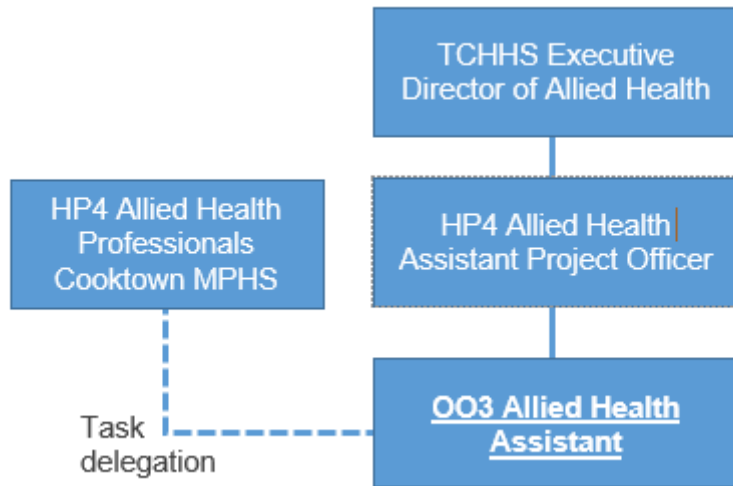 TCHHS Executive
Director of Allied Health
HP4 Allied Health
Professionals
Cooktown MPHS
HP4 Allied Health
Assistant Project Officer
OO3 Allied Health
Assistant
Task
delegation